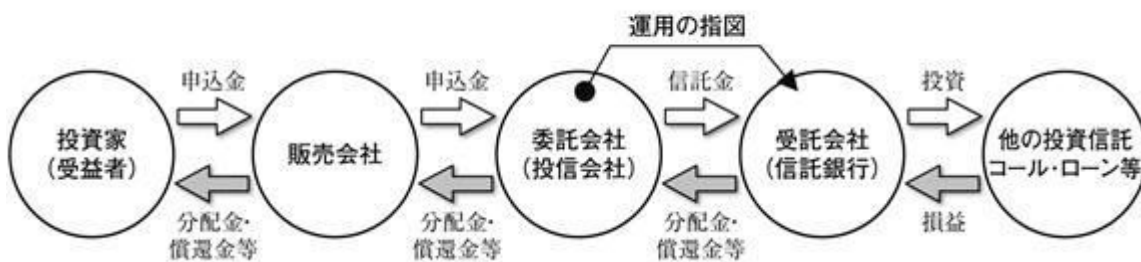 運用の指図
申込金
申込金
信託金
投資
投資家
(受益者)
販売会社
委託会社
(投信会社)
受託会社
(信託銀行)
他の投資信託
コール・ローン等
分配金・
償還金等
分配金・
償還金等
分配金・
償還金等
損益